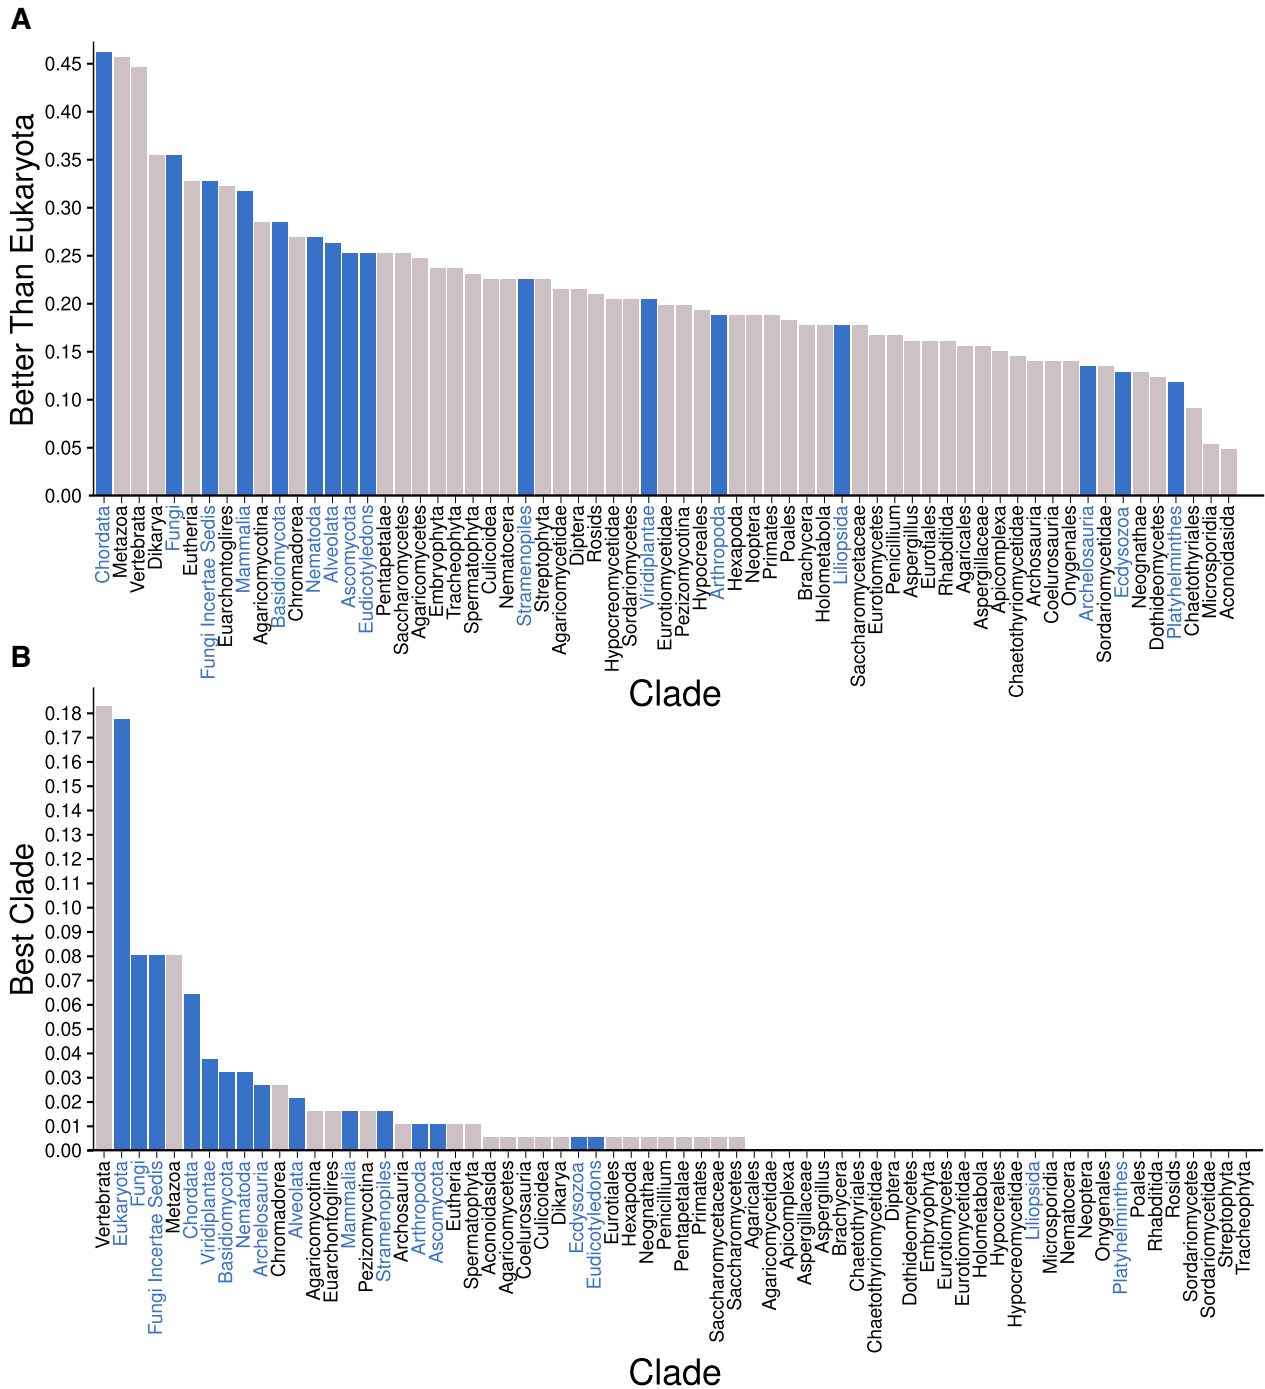 A
Better Than Eukaryota
0.45
0.40
0.35
0.30
0.25
0.20
0.15
0.10
0.05
0.00
Chordata
Metazoa
Vertebrata
Dikarya
Fungi
Eutheria
Fungi Incertae Sedis
Euarchontoglires
Mammalia
Agaricomycotina
Basidiomycota
Chromadorea
Nematoda
Alveolata
Ascomycota
Eudicotyledons
Pentapetalae
Saccharomycetes
Agaricomycetes
Embryophyta
Tracheophyta
Spermatophyta
Culicoidea
Nematocera
Stramenopiles
Streptophyta
Agaricomycetidae
Diptera
Rosids
Hypocreomycetidae
Sordariomycetes
Viridiplantae
Eurotiomycetidae
Pezizomycotina
Hypocreales
Arthropoda
Hexapoda
Neoptera
Primates
Poales
Brachycera
Holometabola
Liliopsida
Saccharomycetaceae
Eurotiomycetes
Penicillium
Aspergillus
Eurotiales
Rhabditida
Agaricales
Aspergillaceae
Apicomplexa
Chaetothyriomycetidae
Archosauria
Coelurosauria
Onygenales
Archelosauria
Sordariomycetidae
Ecdysozoa
Neognathae
Dothideomycetes
Platyhelminthes
Chaetothyriales
Microsporidia
Aconoidasida
Clade
B
Best Clade
0.18
0.17
0.16
0.15
0.14
0.13
0.12
0.11
0.10
0.09
0.08
0.07
0.06
0.05
0.04
0.03
0.02
0.01
0.00
Vertebrata
Eukaryota
Fungi
Fungi Incertae Sedis
Metazoa
Chordata
Viridiplantae
Basidiomycota
Nematoda
Archelosauria
Chromadorea
Alveolata
Agaricomycotina
Euarchontoglires
Mammalia
Pezizomycotina
Stramenopiles
Archosauria
Arthropoda
Ascomycota
Eutheria
Spermatophyta
Aconoidasida
Agaricomycetes
Coelurosauria
Culicoidea
Dikarya
Ecdysozoa
Eudicotyledons
Eurotiales
Hexapoda
Neognathae
Penicillium
Pentapetalae
Primates
Saccharomycetaceae
Saccharomycetes
Agaricales
Agaricomycetidae
Apicomplexa
Aspergillaceae
Aspergillus
Brachycera
Chaetothyriales
Chaetothyriomycetidae
Diptera
Dothideomycetes
Embryophyta
Eurotiomycetes
Eurotiomycetidae
Holometabola
Hypocreales
Hypocreomycetidae
Liliopsida
Microsporidia
Nematocera
Neoptera
Onygenales
Platyhelminthes
Poales
Rhabditida
Rosids
Sordariomycetes
Sordariomycetidae
Streptophyta
Tracheophyta
Clade